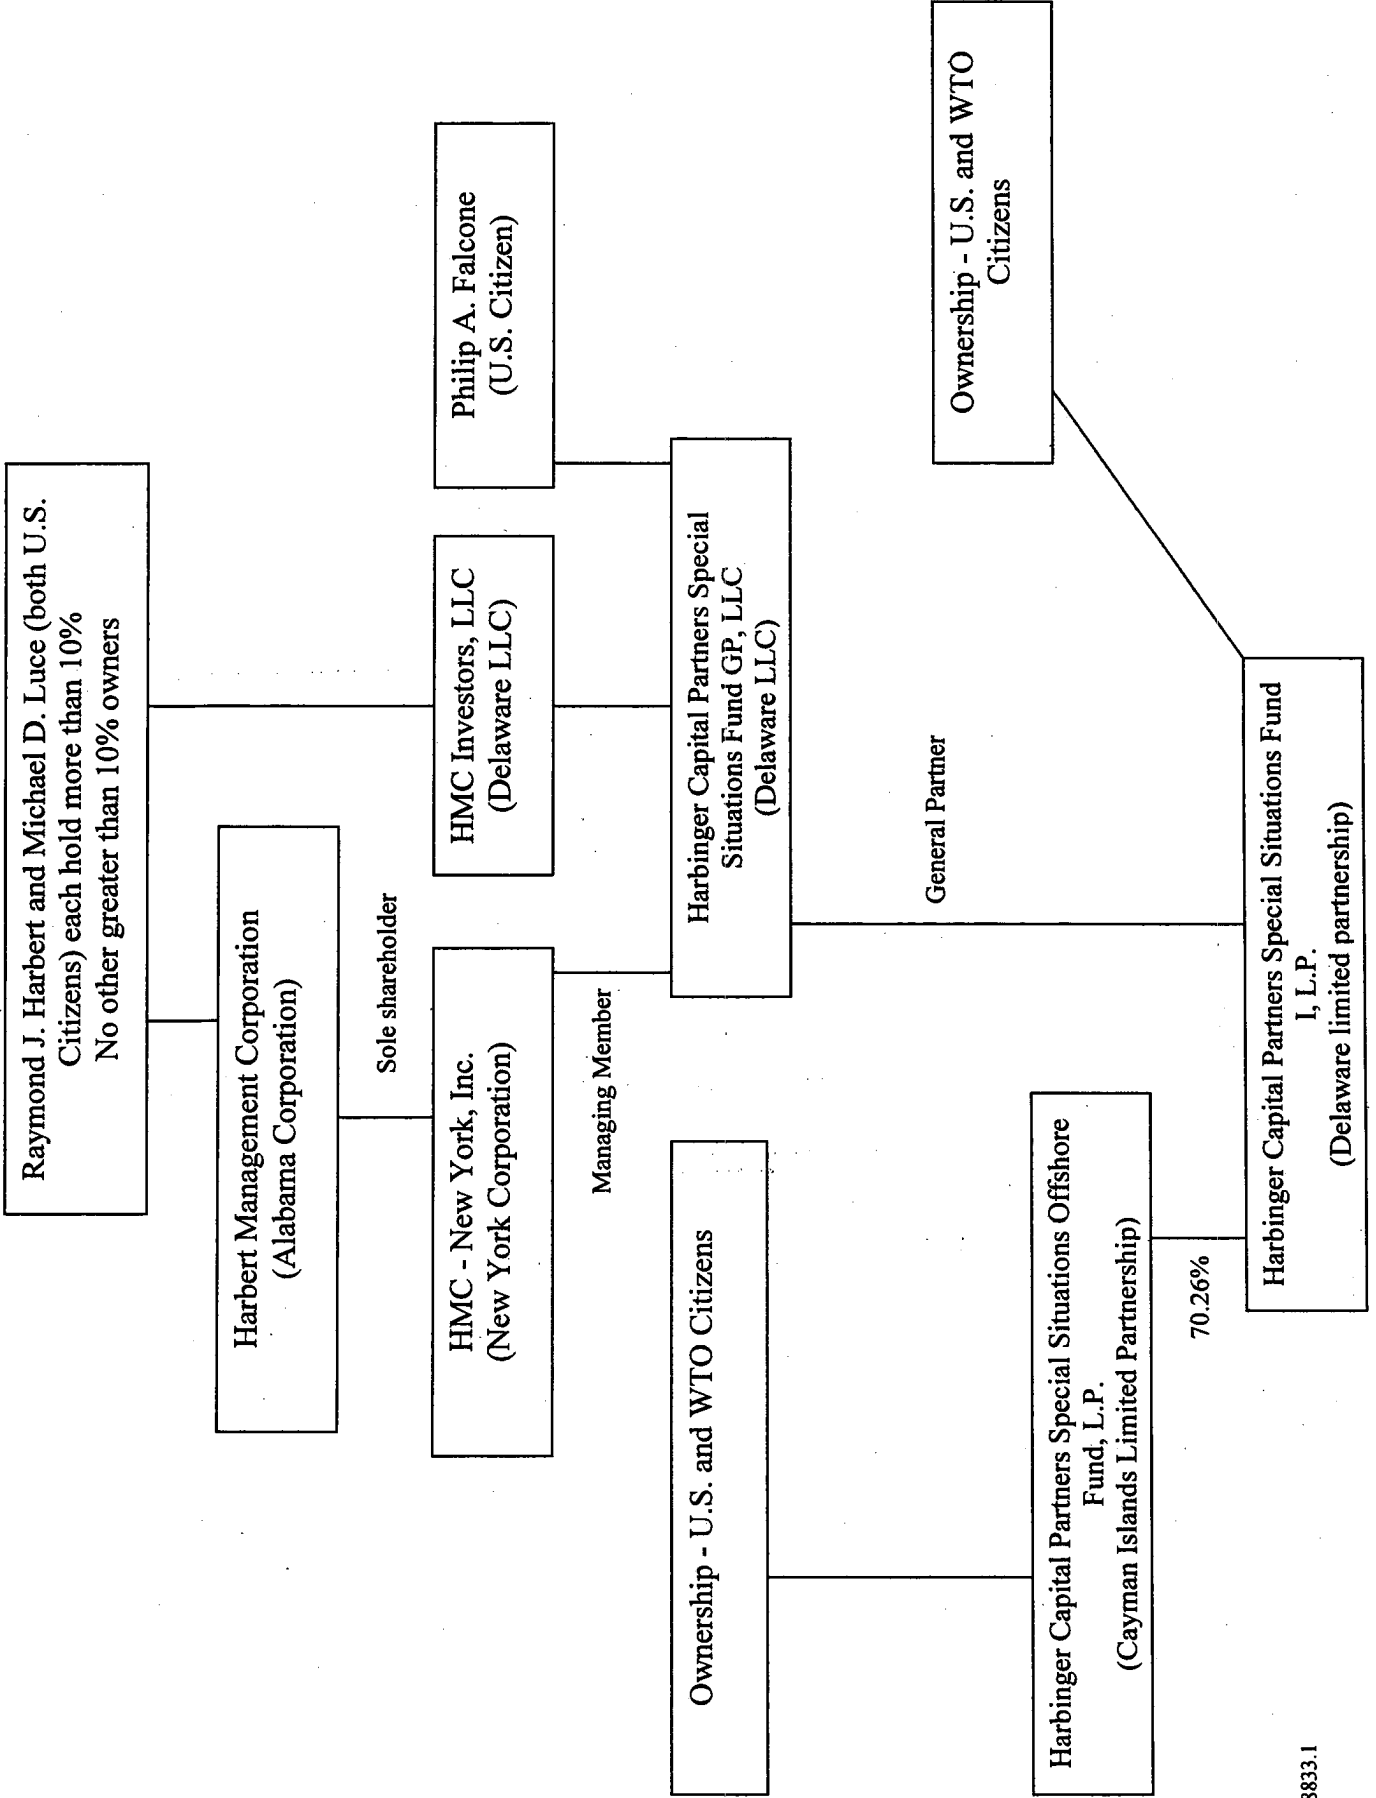 Raymond J. Harbert and Michael D. Luce (both U.S.
Citizens) each hold more than 10%
No other greater than 10% owners
Harbert Management Corporation
(Alabama Corporation)
Sole shareholder
HMC - New York, Inc.
(New York Corporation)
HMC Investors, LLC
(Delaware LLC)
Philip A. Falcone
(U.S. Citizen)
Managing Member
Ownership - U.S. and WTO Citizens
Harbinger Capital Partners Special
Situations Fund GP, LLC
(Delaware LLC)
General Partner
Ownership - U.S. and WTO
Citizens
Harbinger Capital Partners Special Situations Offshore
Fund, L.P.
(Cayman Islands Limited Partnership)
70.26%
Harbinger Capital Partners Special Situations Fund
I, L.P.
(Delaware limited partnership)
3833.1